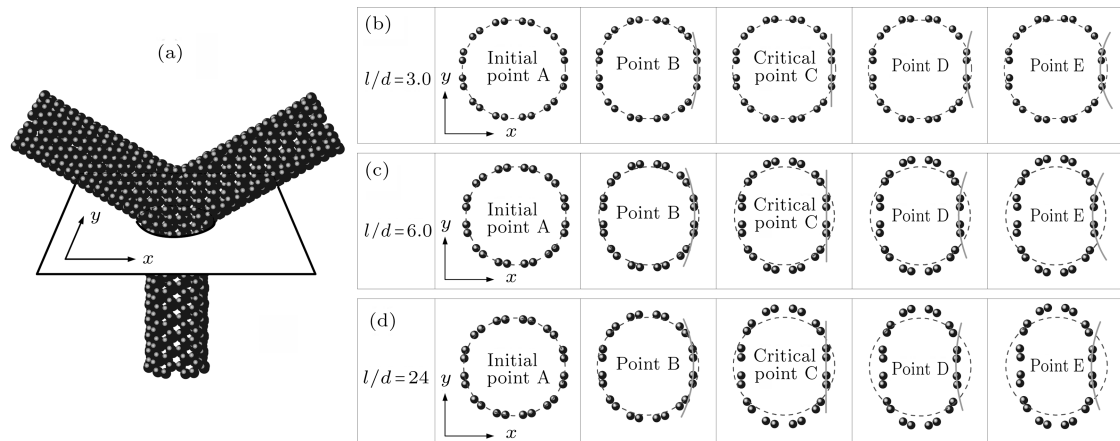 (a)
y
x
(b)
l/d=3.0
y
x
Initial
point A
Point B
Critical
point C
Point D
Point E
(c)
l/d=6.0
y
x
Initial
point A
Point B
Critical
point C
Point D
Point E
(d)
l/d=24
y
x
Initial
point A
Point B
Critical
point C
Point D
Point E